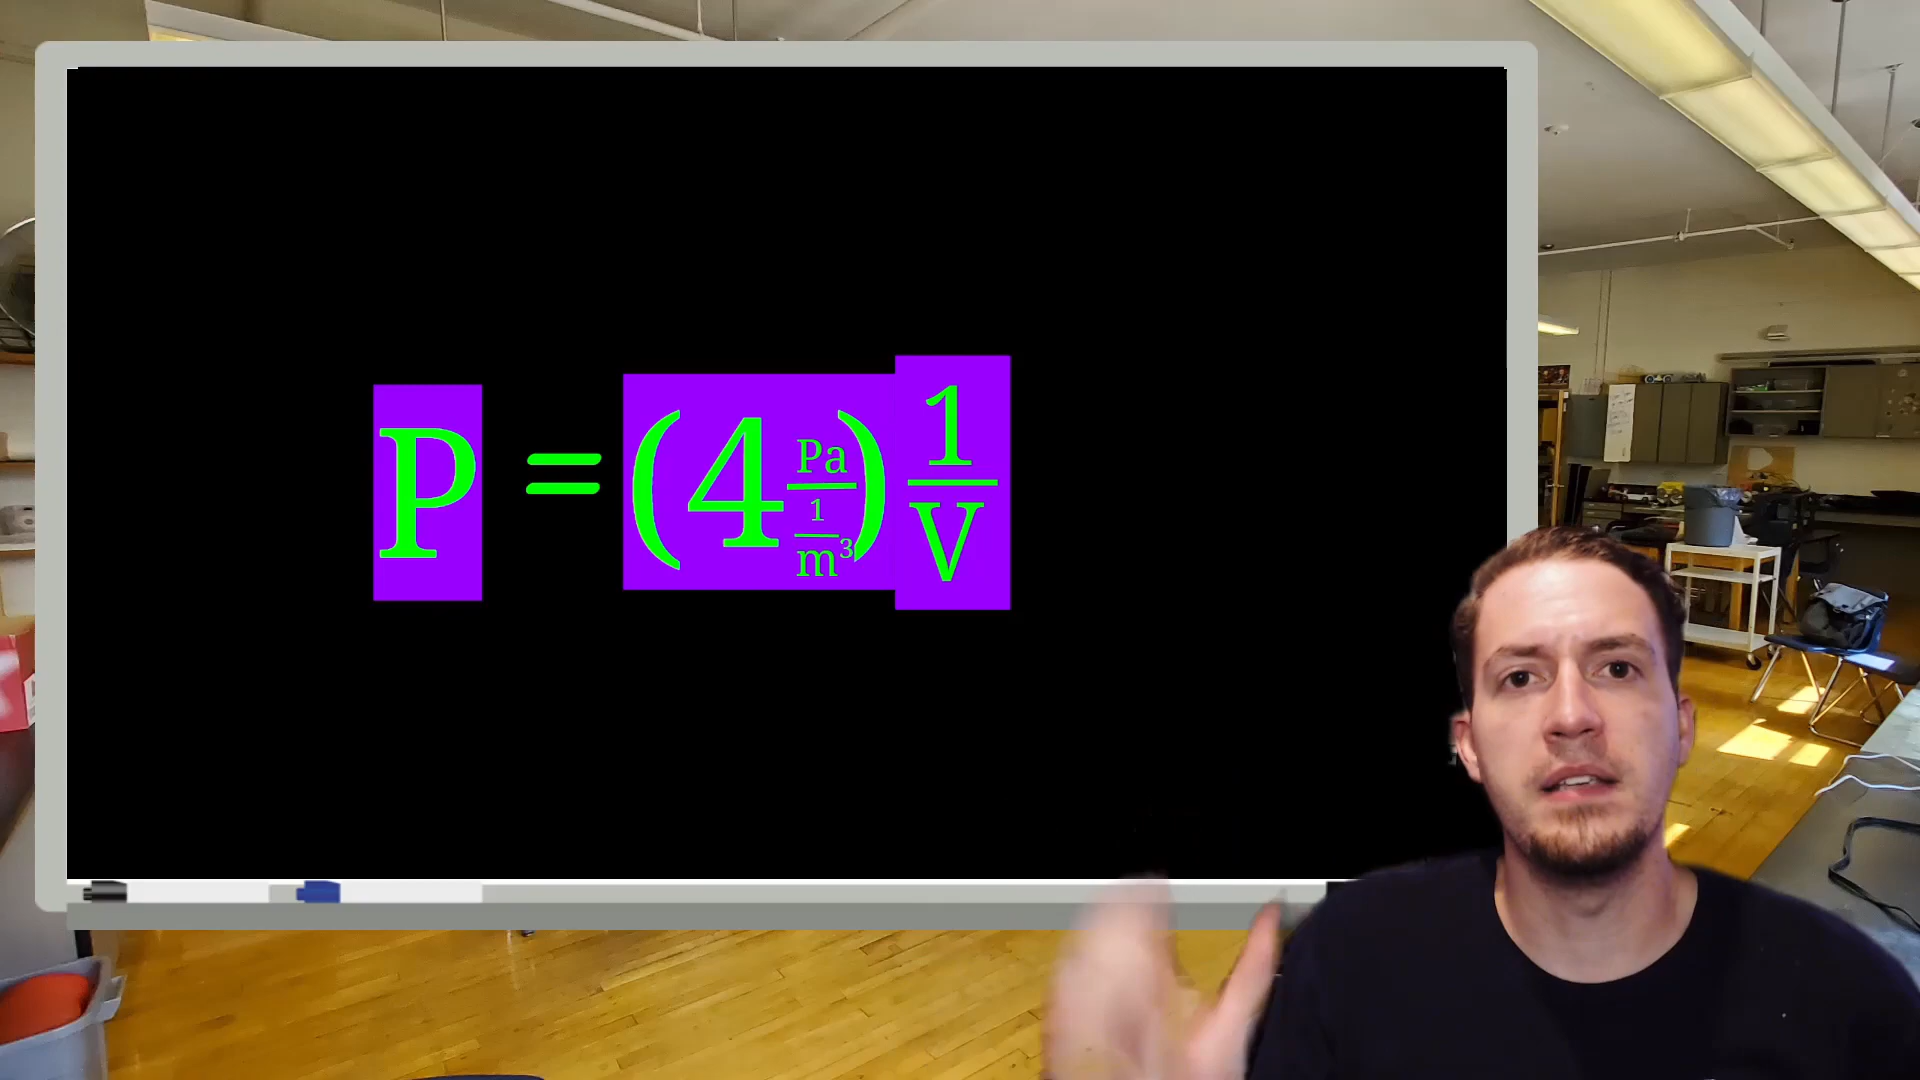 P = (4 Pa/(1/m³)) 1/V